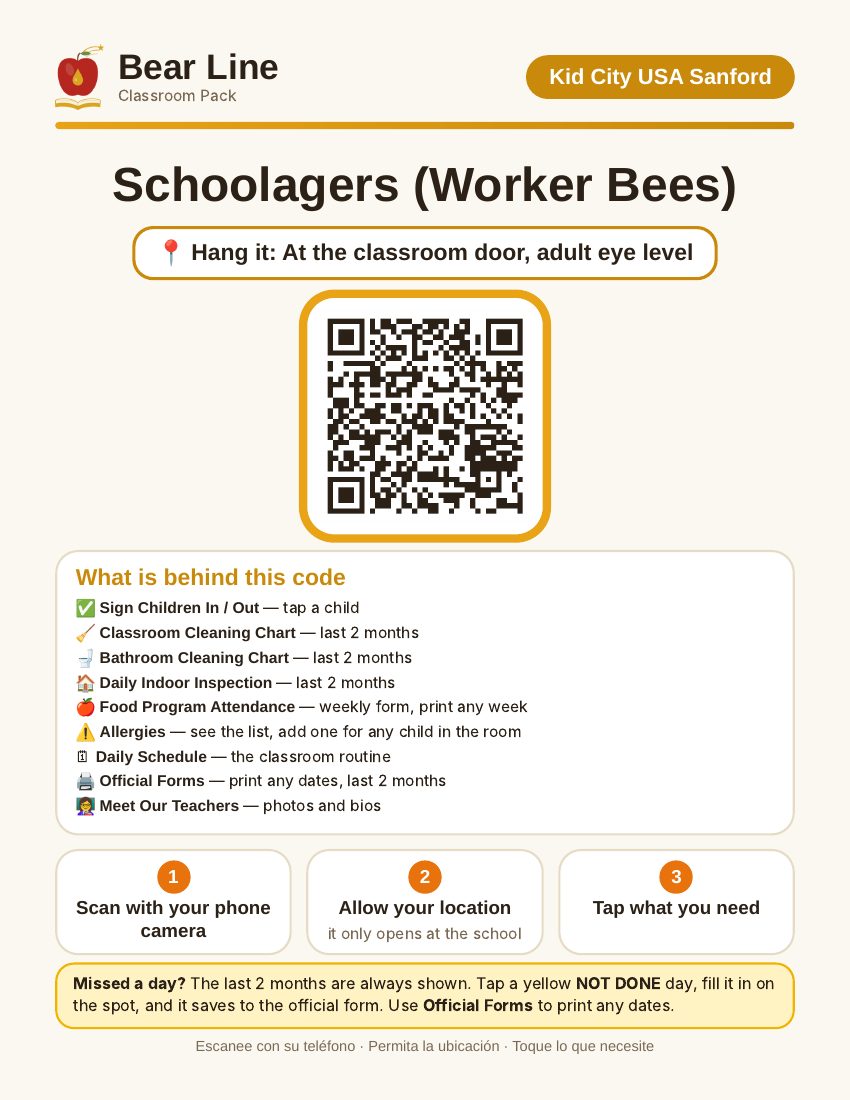 Bear Line
Classroom Pack
Kid City USA Sanford
Schoolagers (Worker Bees)
📍 Hang it: At the classroom door, adult eye level
What is behind this code
✅ Sign Children In / Out — tap a child
🧹 Classroom Cleaning Chart — last 2 months
🚽 Bathroom Cleaning Chart — last 2 months
🏠 Daily Indoor Inspection — last 2 months
🍎 Food Program Attendance — weekly form, print any week
⚠️ Allergies — see the list, add one for any child in the room
🗓 Daily Schedule — the classroom routine
🖨️ Official Forms — print any dates, last 2 months
👩‍🏫 Meet Our Teachers — photos and bios
1
Scan with your phone
camera
2
Allow your location
it only opens at the school
3
Tap what you need
Missed a day? The last 2 months are always shown. Tap a yellow NOT DONE day, fill it in on
the spot, and it saves to the official form. Use Official Forms to print any dates.
Escanee con su teléfono · Permita la ubicación · Toque lo que necesite